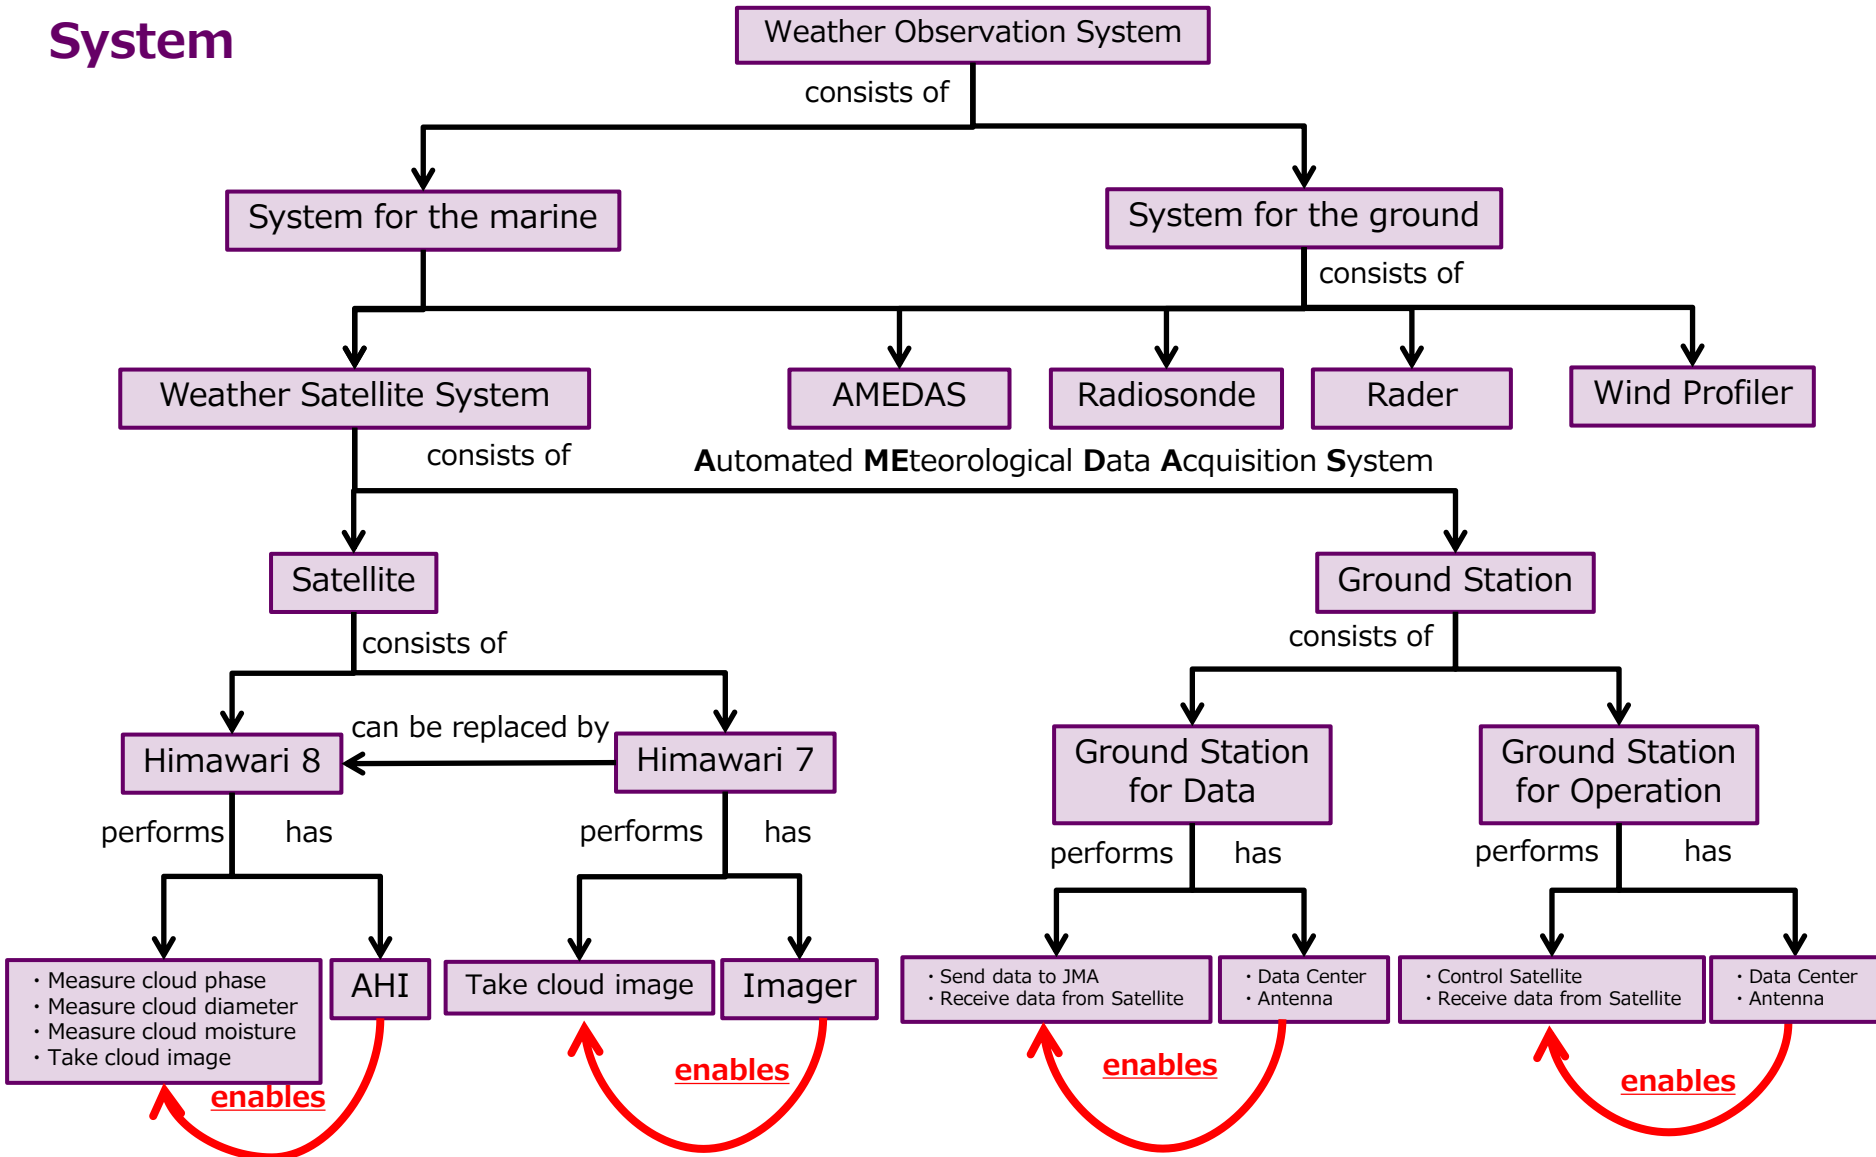 System
Weather Observation System
consists of
System for the marine
System for the ground
consists of
Weather Satellite System
AMEDAS
Radiosonde
Rader
Wind Profiler
consists of
Automated MEteorological Data Acquisition System
Satellite
Ground Station
consists of
consists of
Himawari 8
can be replaced by
Himawari 7
Ground Station
for Data
Ground Station
for Operation
performs
has
performs
has
performs
has
performs
has
・Measure cloud phase
・Measure cloud diameter
・Measure cloud moisture
・Take cloud image
AHI
Take cloud image
Imager
・Send data to JMA
・Receive data from Satellite
・Data Center
・Antenna
・Control Satellite
・Receive data from Satellite
・Data Center
・Antenna
enables
enables
enables
enables